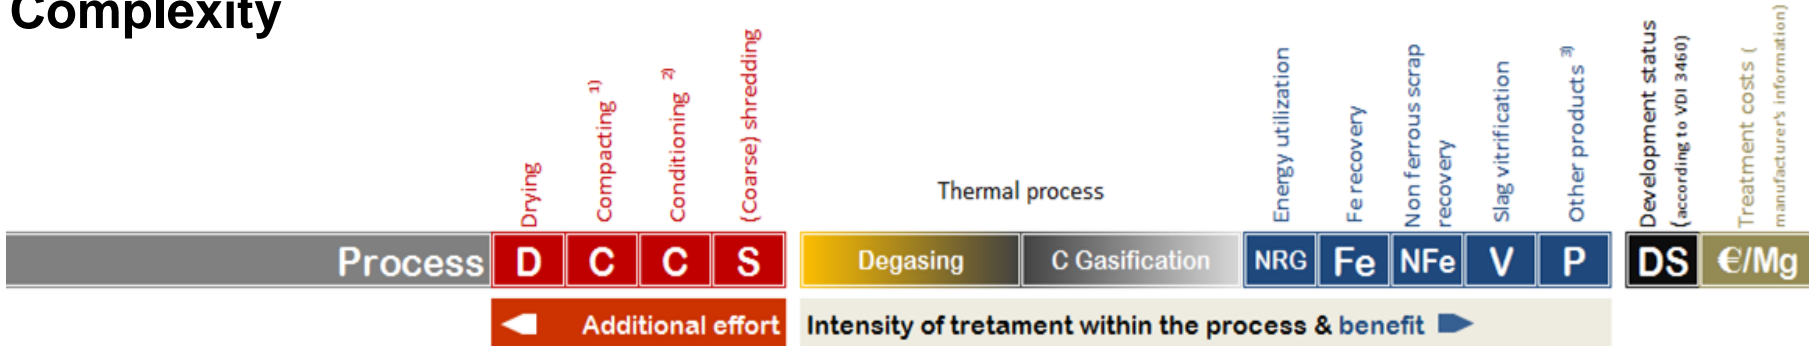 Complexity
Drying
Compacting 1)
Conditioning 2)
(Coarse) shredding
Thermal process
Energy utilization
Fe recovery
Non ferrous scrap
recovery
Slag vitrification
Other products 3)
Development status
(according to VDI 3460)
Treatment costs (
manufacturer's information)
Process D C C S Degasing C Gasification NRG Fe NFe V P DS €/Mg
Additional effort
Intensity of tretament within the process & benefit